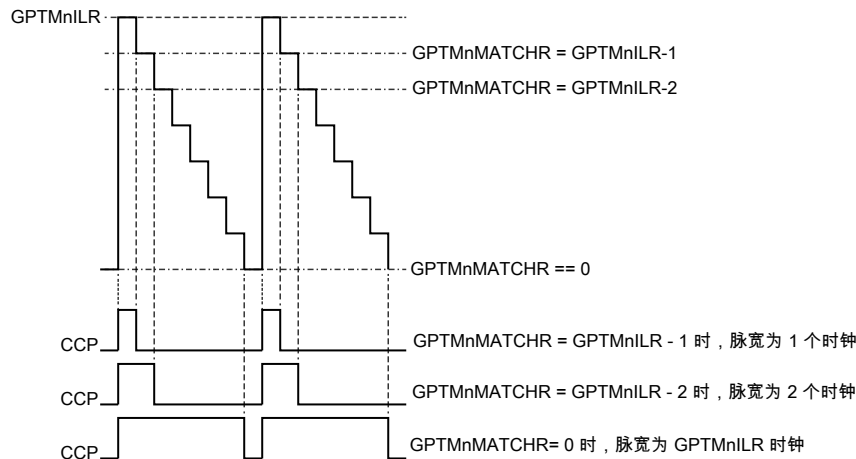 GPTMnILR
GPTMnMATCHR = GPTMnILR-1
GPTMnMATCHR = GPTMnILR-2
GPTMnMATCHR == 0
CCP
GPTMnMATCHR = GPTMnILR - 1 时，脉宽为 1 个时钟
CCP
GPTMnMATCHR = GPTMnILR - 2 时，脉宽为 2 个时钟
CCP
GPTMnMATCHR= 0 时，脉宽为 GPTMnILR 时钟